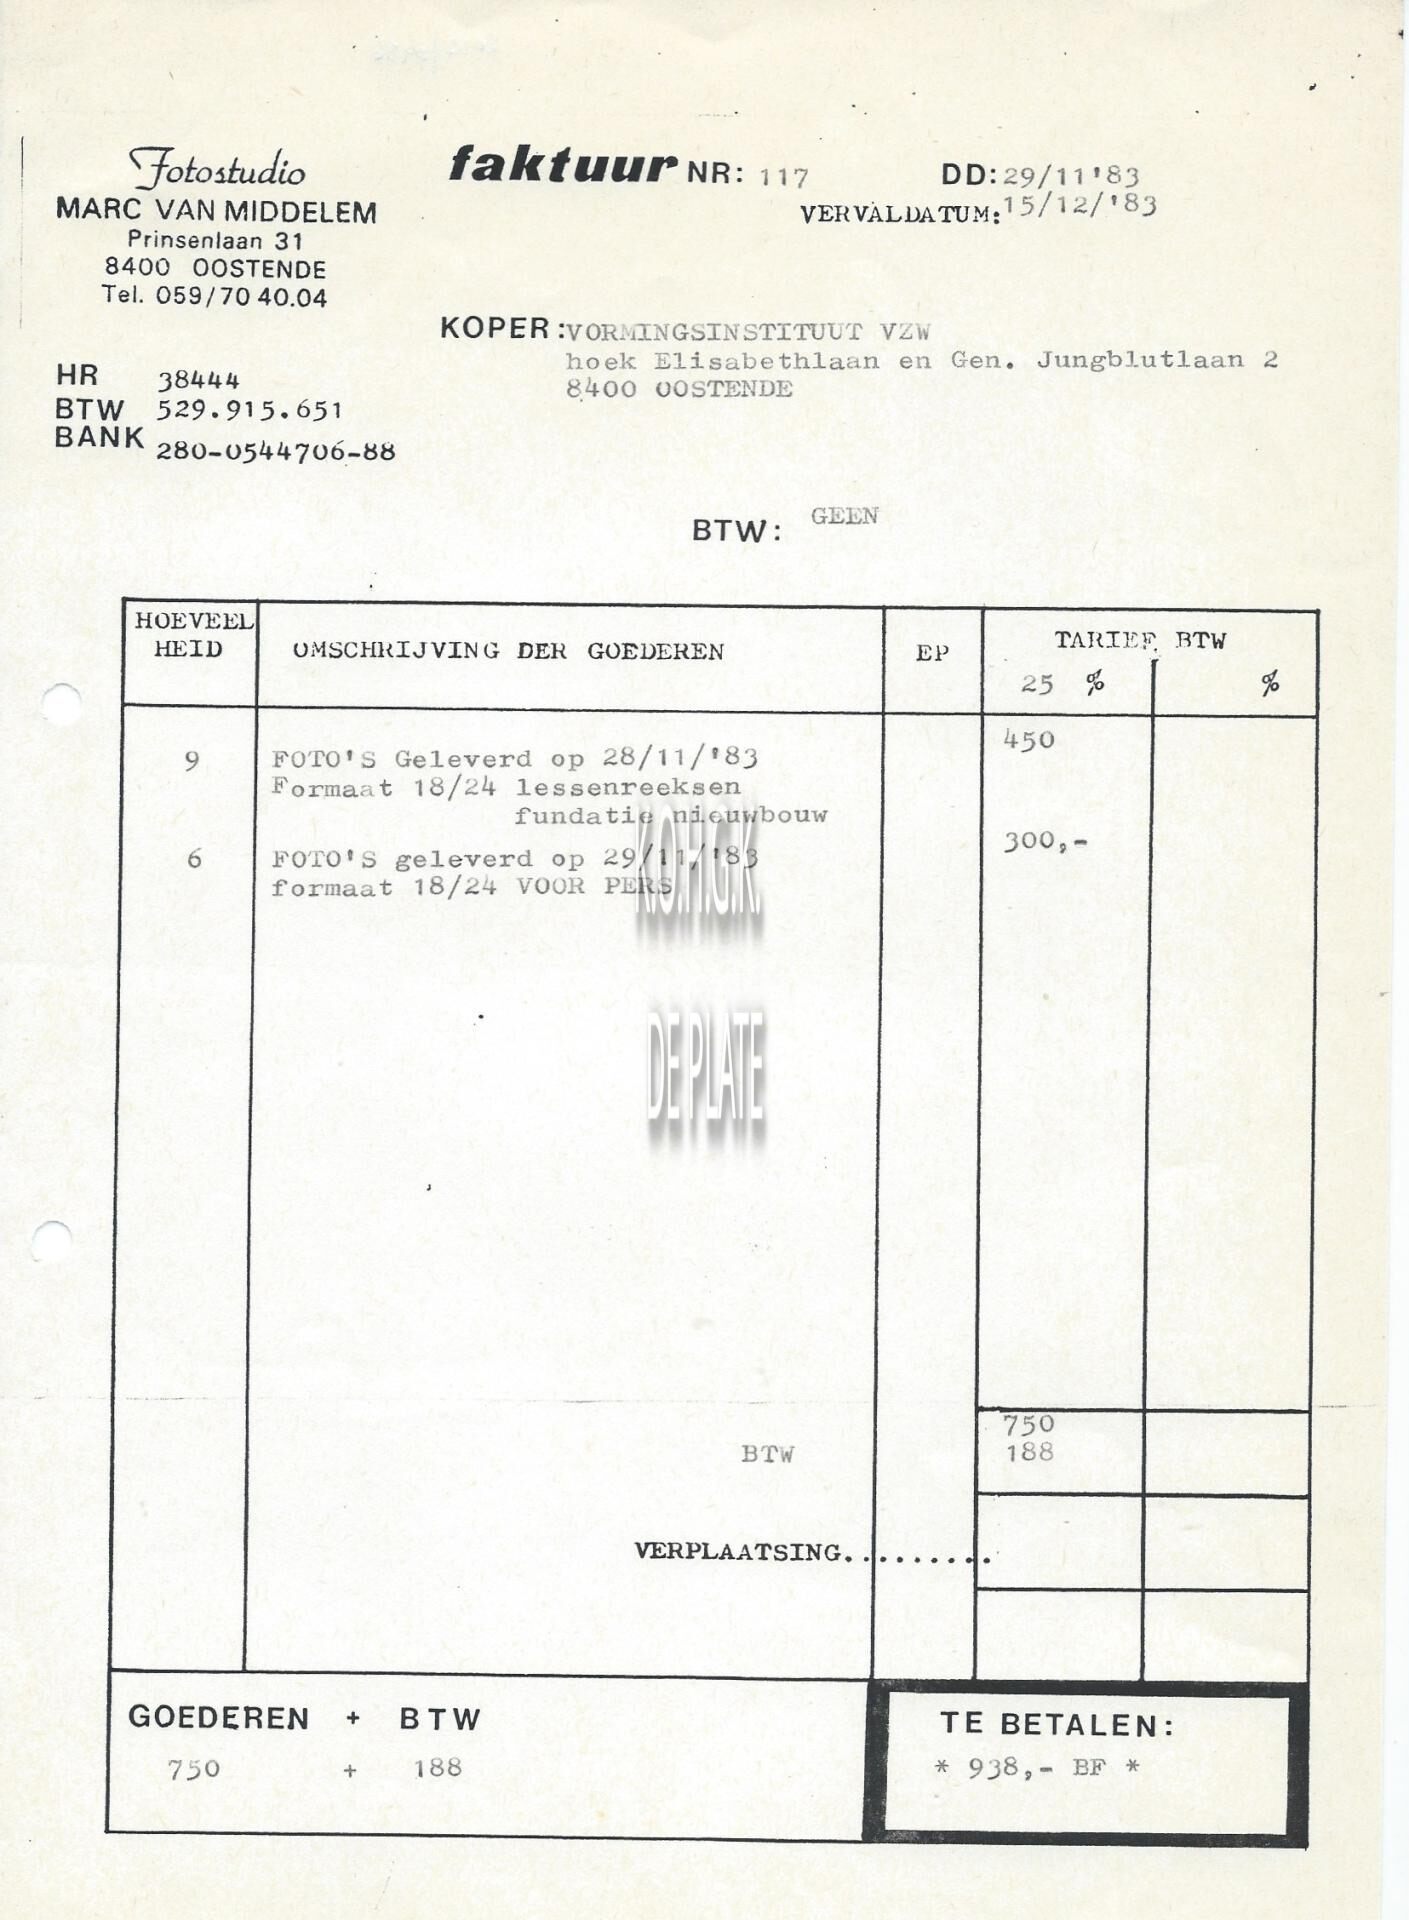 Fotostudio
MARC VAN MIDDELEM
Prinsenlaan 31
8400 OOSTENDE
Tel. 059/70 40.04
faktuur NR: 117
DD: 29/11'83
VERVALDATUM: 15/12/'83
KOPER: VORMINGSINSTITUUT VZW
hoek Elisabethlaan en Gen. Jungblutlaan 2
8400 OOSTENDE
HR 38444
BTW 529.915.651
BANK 280-0544706-88
BTW: GEEN
HOEVEEL
HEID
OMSCHRIJVING DER GOEDEREN
EP
TARIEF BTW
25 % %
9 FOTO'S Geleverd op 28/11/'83 450
Formaat 18/24 lessenreeksen
fundatie nieuwbouw
6 FOTO'S geleverd op 29/11/'83 300,-
formaat 18/24 VOOR PERS
K.O.H.G.K.
DE PLATE
750
BTW 188
VERPLAATSING..........
GOEDEREN + BTW
750 + 188
TE BETALEN:
* 938,- BF *